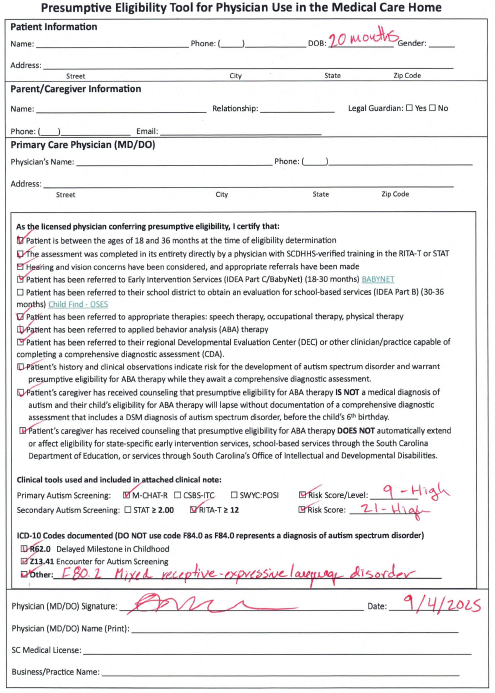 Presumptive Eligibility Tool for Physician Use in the Medical Care Home
Patient Information
Name: Phone: ( ) DOB: 20 months Gender:
Address:
Street City State Zip Code
Parent/Caregiver Information
Name: Relationship: Legal Guardian: ☐ Yes ☐ No
Phone: ( ) Email:
Primary Care Physician (MD/DO)
Physician's Name: Phone: ( )
Address:
Street City State Zip Code
As the licensed physician conferring presumptive eligibility, I certify that:
☑ Patient is between the ages of 18 and 36 months at the time of eligibility determination
☑ The assessment was completed in its entirety directly by a physician with SCDHHS-verified training in the RITA-T or STAT
☑ Hearing and vision concerns have been considered, and appropriate referrals have been made
☑ Patient has been referred to Early Intervention Services (IDEA Part C/BabyNet) (18-30 months) BABYNET
☐ Patient has been referred to their school district to obtain an evaluation for school-based services (IDEA Part B) (30-36
months) Child Find - OSES
☑ Patient has been referred to appropriate therapies: speech therapy, occupational therapy, physical therapy
☑ Patient has been referred to applied behavior analysis (ABA) therapy
☑ Patient has been referred to their regional Developmental Evaluation Center (DEC) or other clinician/practice capable of
completing a comprehensive diagnostic assessment (CDA).
☑ Patient's history and clinical observations indicate risk for the development of autism spectrum disorder and warrant
presumptive eligibility for ABA therapy while they await a comprehensive diagnostic assessment.
☑ Patient's caregiver has received counseling that presumptive eligibility for ABA therapy IS NOT a medical diagnosis of
autism and their child's eligibility for ABA therapy will lapse without documentation of a comprehensive diagnostic
assessment that includes a DSM diagnosis of autism spectrum disorder, before the child's 6th birthday.
☑ Patient's caregiver has received counseling that presumptive eligibility for ABA therapy DOES NOT automatically extend
or affect eligibility for state-specific early intervention services, school-based services through the South Carolina
Department of Education, or services through South Carolina's Office of Intellectual and Developmental Disabilities.
Clinical tools used and included in attached clinical note:
Primary Autism Screening: ☑ M-CHAT-R ☐ CSBS-ITC ☐ SWYC:POSI ☑ Risk Score/Level: 9 - High
Secondary Autism Screening: ☐ STAT ≥ 2.00 ☑ RITA-T ≥ 12 ☑ Risk Score: 21 - High
ICD-10 Codes documented (DO NOT use code F84.0 as F84.0 represents a diagnosis of autism spectrum disorder)
☑ R62.0 Delayed Milestone in Childhood
☑ Z13.41 Encounter for Autism Screening
☑ Other: F80.2 Mixed receptive-expressive language disorder
Physician (MD/DO) Signature: Date: 9/4/2025
Physician (MD/DO) Name (Print):
SC Medical License:
Business/Practice Name: